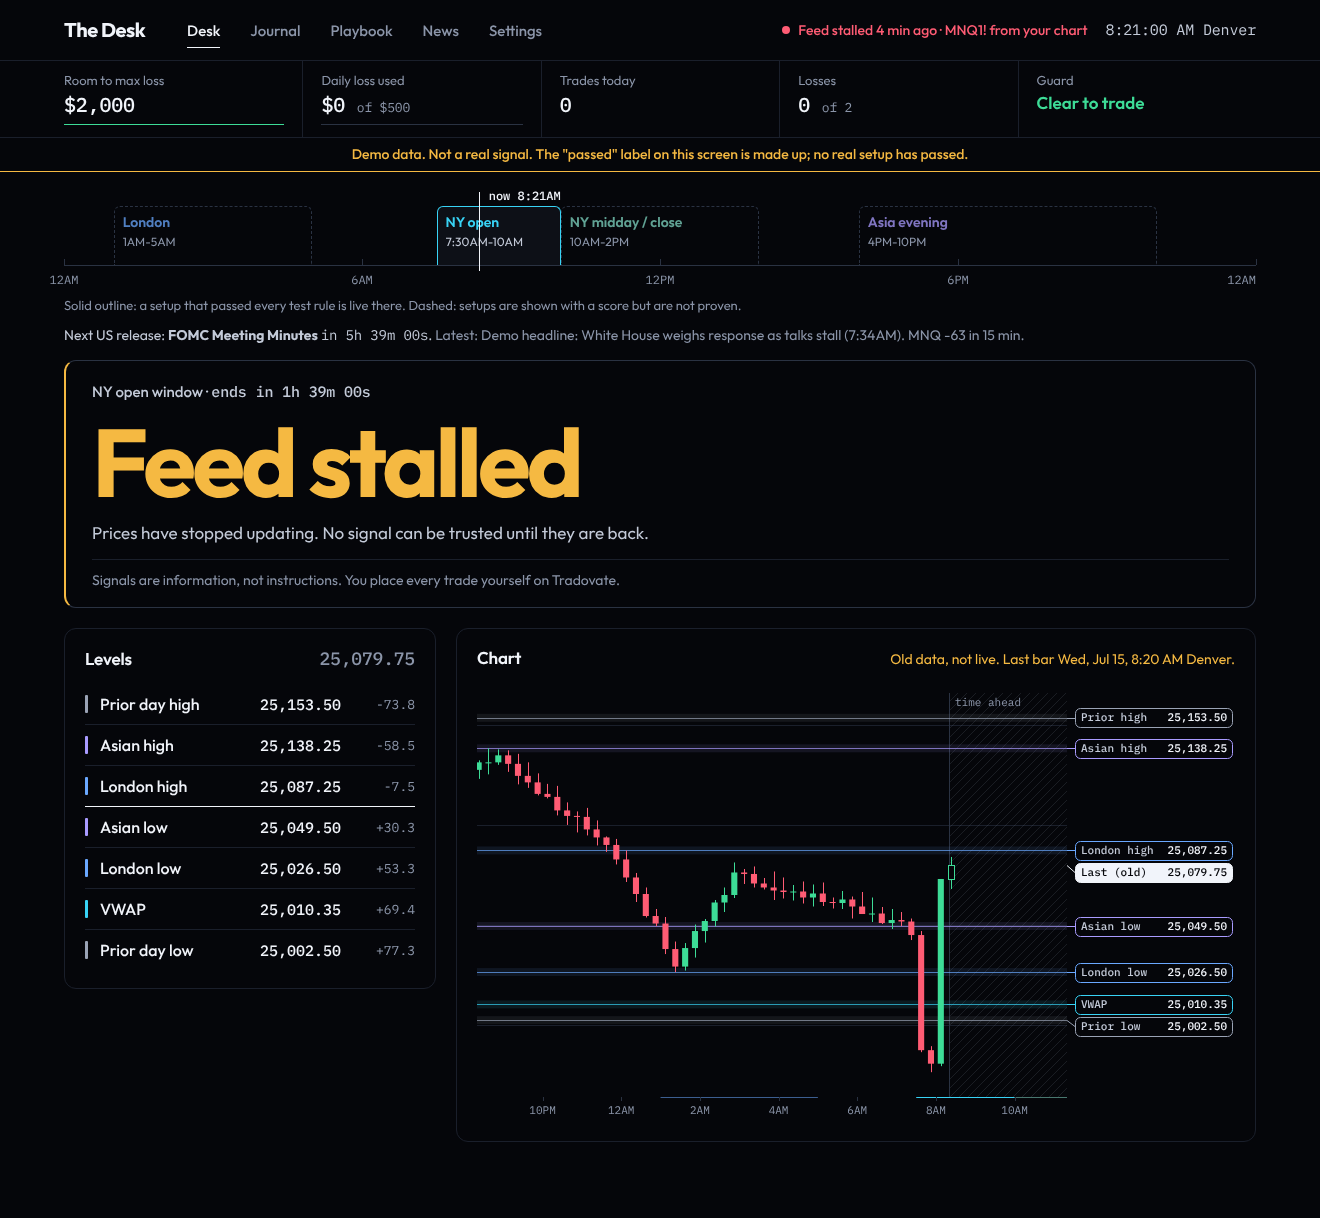 The Desk
Desk Journal Playbook News Settings
Feed stalled 4 min ago · MNQ1! from your chart 8:21:00 AM Denver
Room to max loss
$2,000
Daily loss used
$0 of $500
Trades today
0
Losses
0 of 2
Guard
Clear to trade
Demo data. Not a real signal. The "passed" label on this screen is made up; no real setup has passed.
now 8:21AM
London
1AM-5AM
NY open
7:30AM-10AM
NY midday / close
10AM-2PM
Asia evening
4PM-10PM
12AM 6AM 12PM 6PM 12AM
Solid outline: a setup that passed every test rule is live there. Dashed: setups are shown with a score but are not proven.
Next US release: FOMC Meeting Minutes in 5h 39m 00s. Latest: Demo headline: White House weighs response as talks stall (7:34AM). MNQ -63 in 15 min.
NY open window · ends in 1h 39m 00s
Feed stalled
Prices have stopped updating. No signal can be trusted until they are back.
Signals are information, not instructions. You place every trade yourself on Tradovate.
Levels 25,079.75
Prior day high 25,153.50 -73.8
Asian high 25,138.25 -58.5
London high 25,087.25 -7.5
Asian low 25,049.50 +30.3
London low 25,026.50 +53.3
VWAP 25,010.35 +69.4
Prior day low 25,002.50 +77.3
Chart
Old data, not live. Last bar Wed, Jul 15, 8:20 AM Denver.
time ahead
Prior high 25,153.50
Asian high 25,138.25
London high 25,087.25
Last (old) 25,079.75
Asian low 25,049.50
London low 25,026.50
VWAP 25,010.35
Prior low 25,002.50
10PM 12AM 2AM 4AM 6AM 8AM 10AM